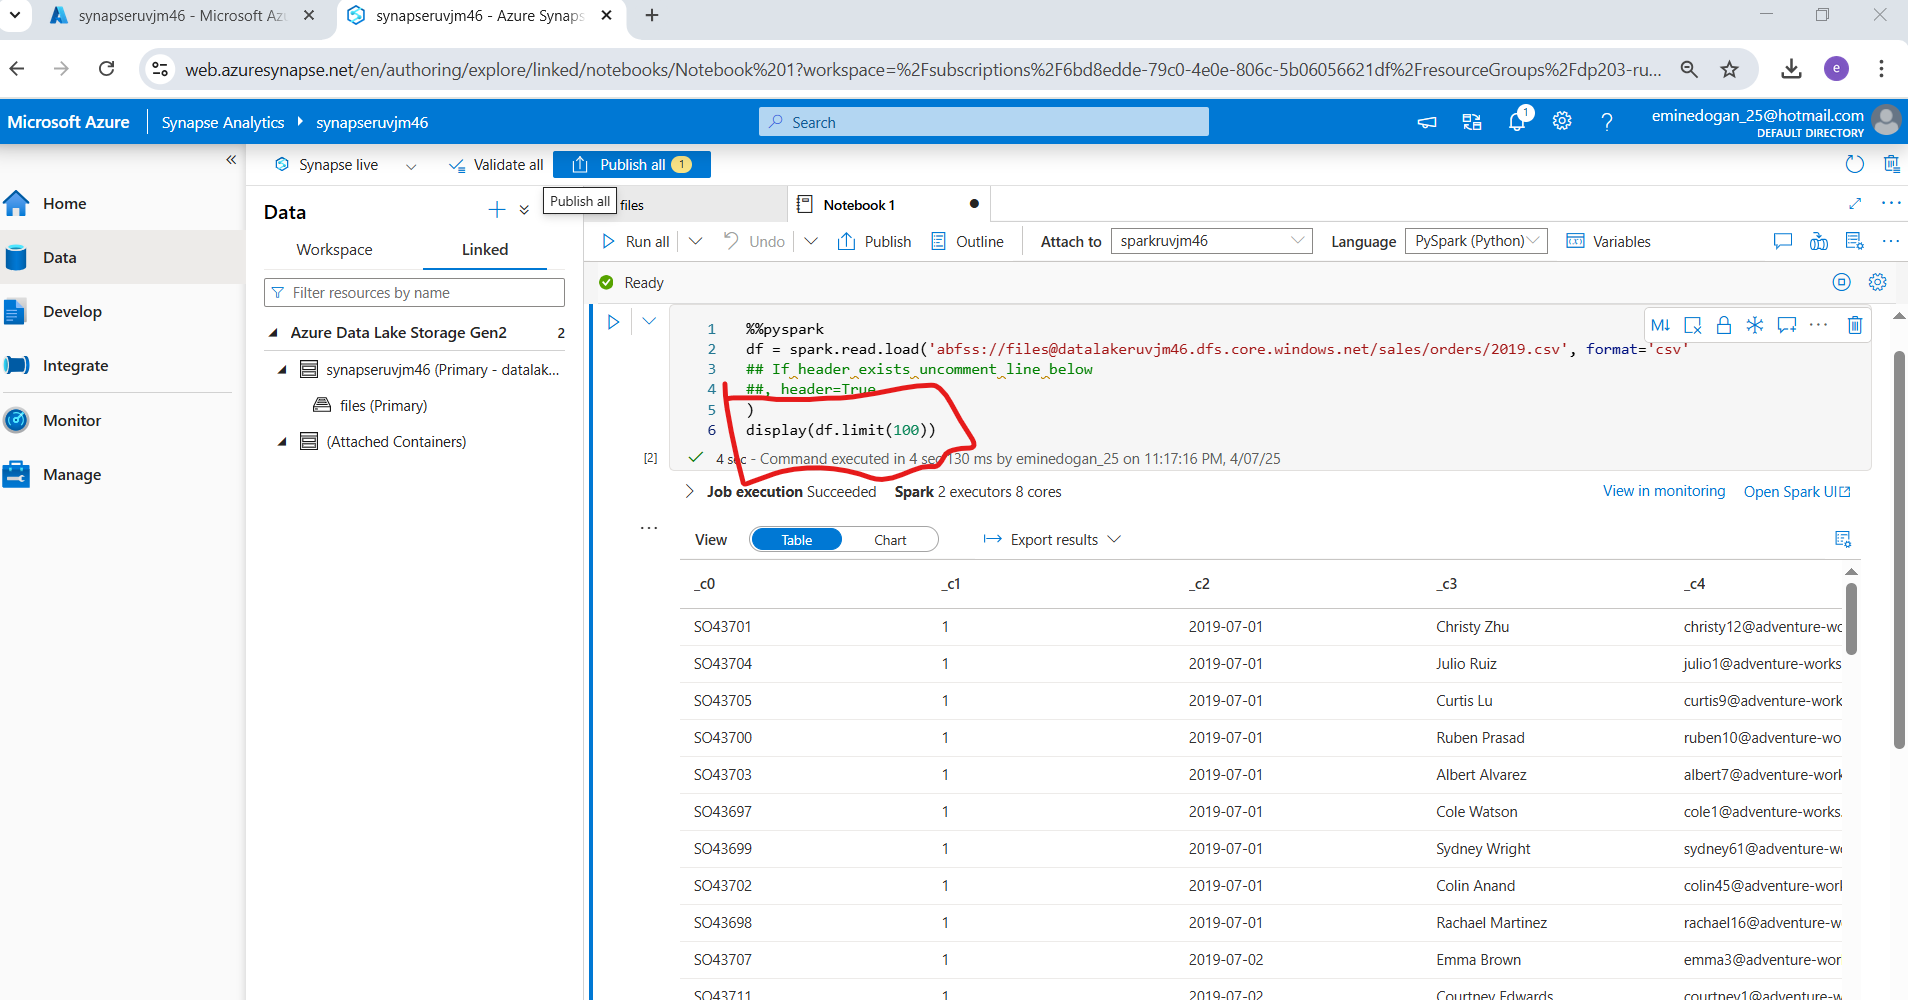 synapseruvjm46 - Microsoft Az
synapseruvjm46 - Azure Synaps
web.azuresynapse.net/en/authoring/explore/linked/notebooks/Notebook%201?workspace=%2Fsubscriptions%2F6bd8edde-79c0-4e0e-806c-5b06056621df%2FresourceGroups%2Fdp203-ru...
e
Microsoft Azure
Synapse Analytics
synapseruvjm46
Search
1
eminedogan_25@hotmail.com
DEFAULT DIRECTORY
Synapse live
Validate all
Publish all 1
Publish all
Home
Data
Develop
Integrate
Monitor
Manage
Data
Workspace
Linked
Filter resources by name
Azure Data Lake Storage Gen2 2
synapseruvjm46 (Primary - datalak...
files (Primary)
(Attached Containers)
files
Notebook 1
Run all
Undo
Publish
Outline
Attach to
sparkruvjm46
Language
PySpark (Python)
Variables
Ready
M↓
1 %%pyspark
2 df = spark.read.load('abfss://files@datalakeruvjm46.dfs.core.windows.net/sales/orders/2019.csv', format='csv'
3 ## If header exists uncomment line below
4 ##, header=True
5 )
6 display(df.limit(100))
[2]
4 sec - Command executed in 4 sec 130 ms by eminedogan_25 on 11:17:16 PM, 4/07/25
Job execution Succeeded Spark 2 executors 8 cores
View in monitoring
Open Spark UI
View
Table
Chart
Export results
_c0 _c1 _c2 _c3 _c4
SO43701 1 2019-07-01 Christy Zhu christy12@adventure-wo
SO43704 1 2019-07-01 Julio Ruiz julio1@adventure-works
SO43705 1 2019-07-01 Curtis Lu curtis9@adventure-work
SO43700 1 2019-07-01 Ruben Prasad ruben10@adventure-wo
SO43703 1 2019-07-01 Albert Alvarez albert7@adventure-work
SO43697 1 2019-07-01 Cole Watson cole1@adventure-works.
SO43699 1 2019-07-01 Sydney Wright sydney61@adventure-w
SO43702 1 2019-07-01 Colin Anand colin45@adventure-worl
SO43698 1 2019-07-01 Rachael Martinez rachael16@adventure-w
SO43707 1 2019-07-02 Emma Brown emma3@adventure-wor
SO43711 1 2019-07-02 Courtney Edwards courtney1@adventure-w